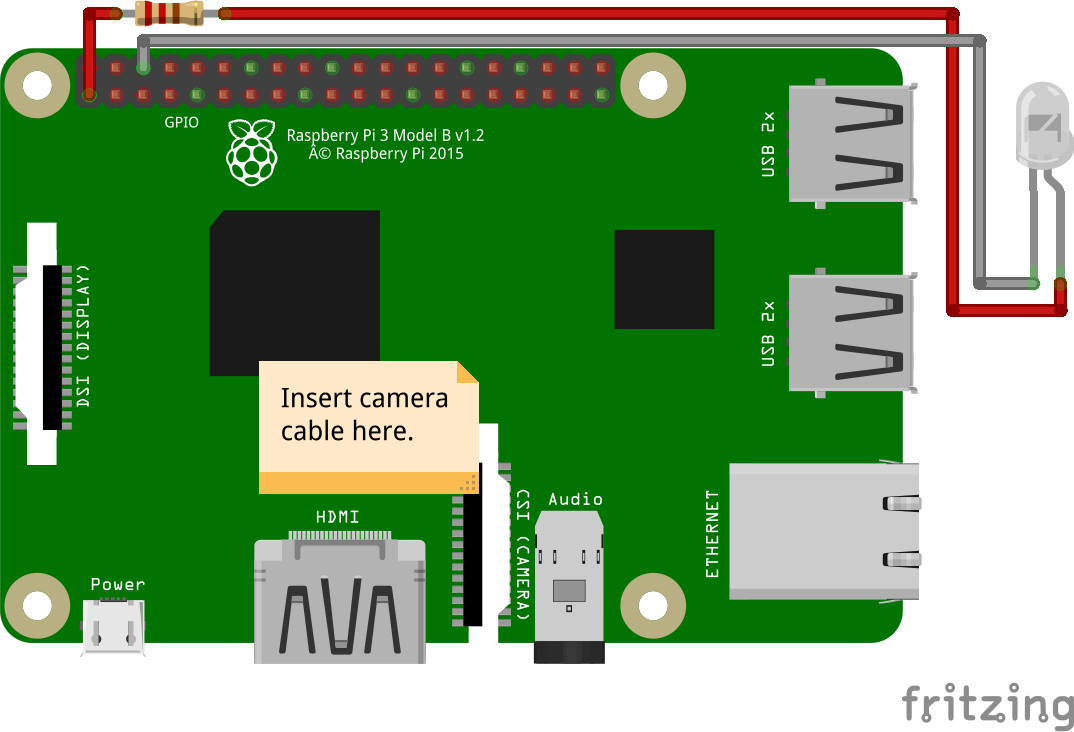 GPIO
Raspberry Pi 3 Model B v1.2
Â© Raspberry Pi 2015
USB 2x
DSI (DISPLAY)
USB 2x
Insert camera
cable here.
HDMI
CSI (CAMERA)
Audio
ETHERNET
Power
fritzing